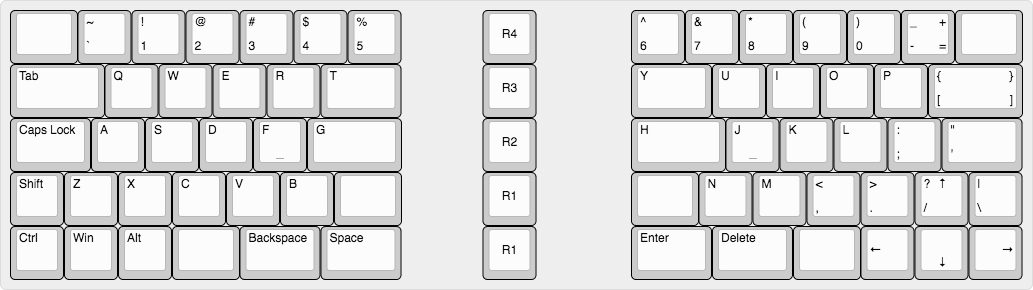 ~ ! @ # $ % R4 ^ & * ( ) _ +
` 1 2 3 4 5 6 7 8 9 0 - =
Tab Q W E R T R3 Y U I O P { }
[ ]
Caps Lock A S D F G R2 H J K L : "
_ _ ; '
Shift Z X C V B R1 N M < > ? ↑ |
, . / \
Ctrl Win Alt Backspace Space R1 Enter Delete ← →
↓